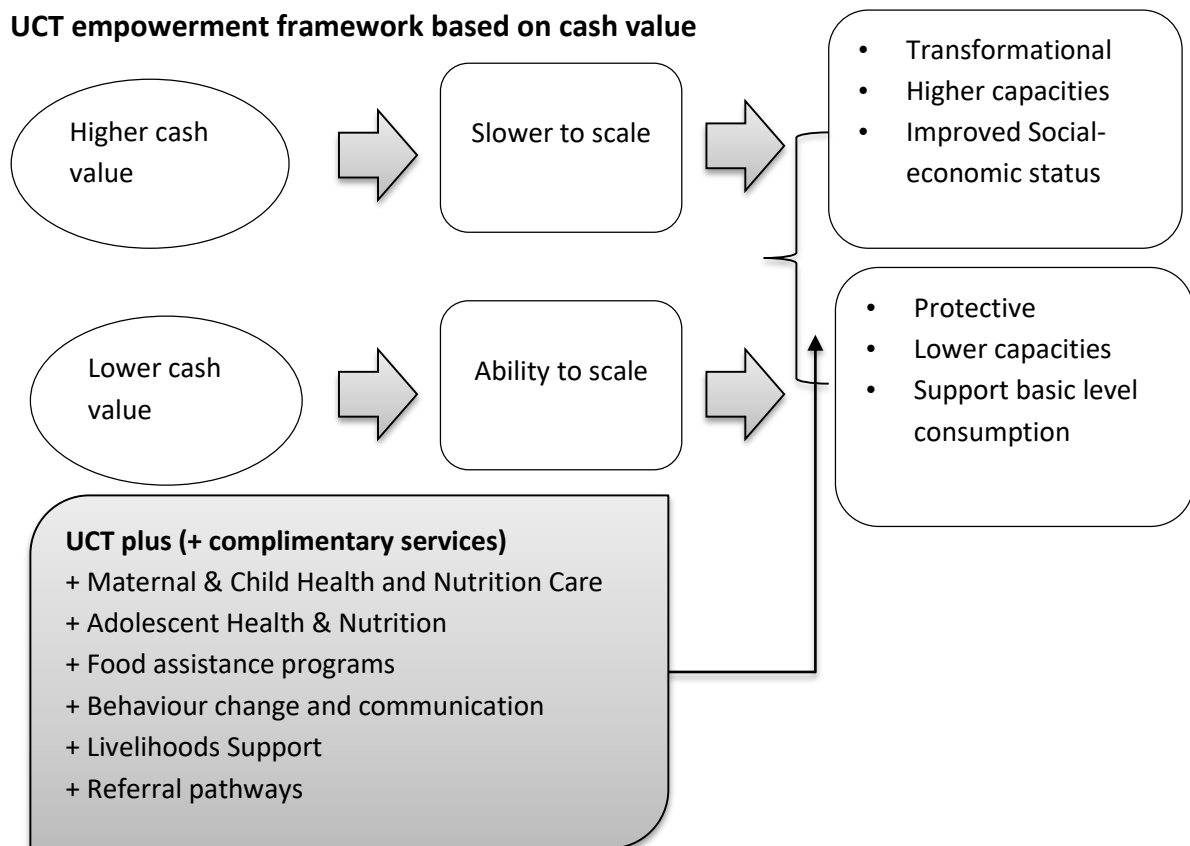 UCT empowerment framework based on cash value
Higher cash
value
Slower to scale
• Transformational
• Higher capacities
• Improved Social-
economic status
Lower cash
value
Ability to scale
• Protective
• Lower capacities
• Support basic level
consumption
UCT plus (+ complimentary services)
+ Maternal & Child Health and Nutrition Care
+ Adolescent Health & Nutrition
+ Food assistance programs
+ Behaviour change and communication
+ Livelihoods Support
+ Referral pathways